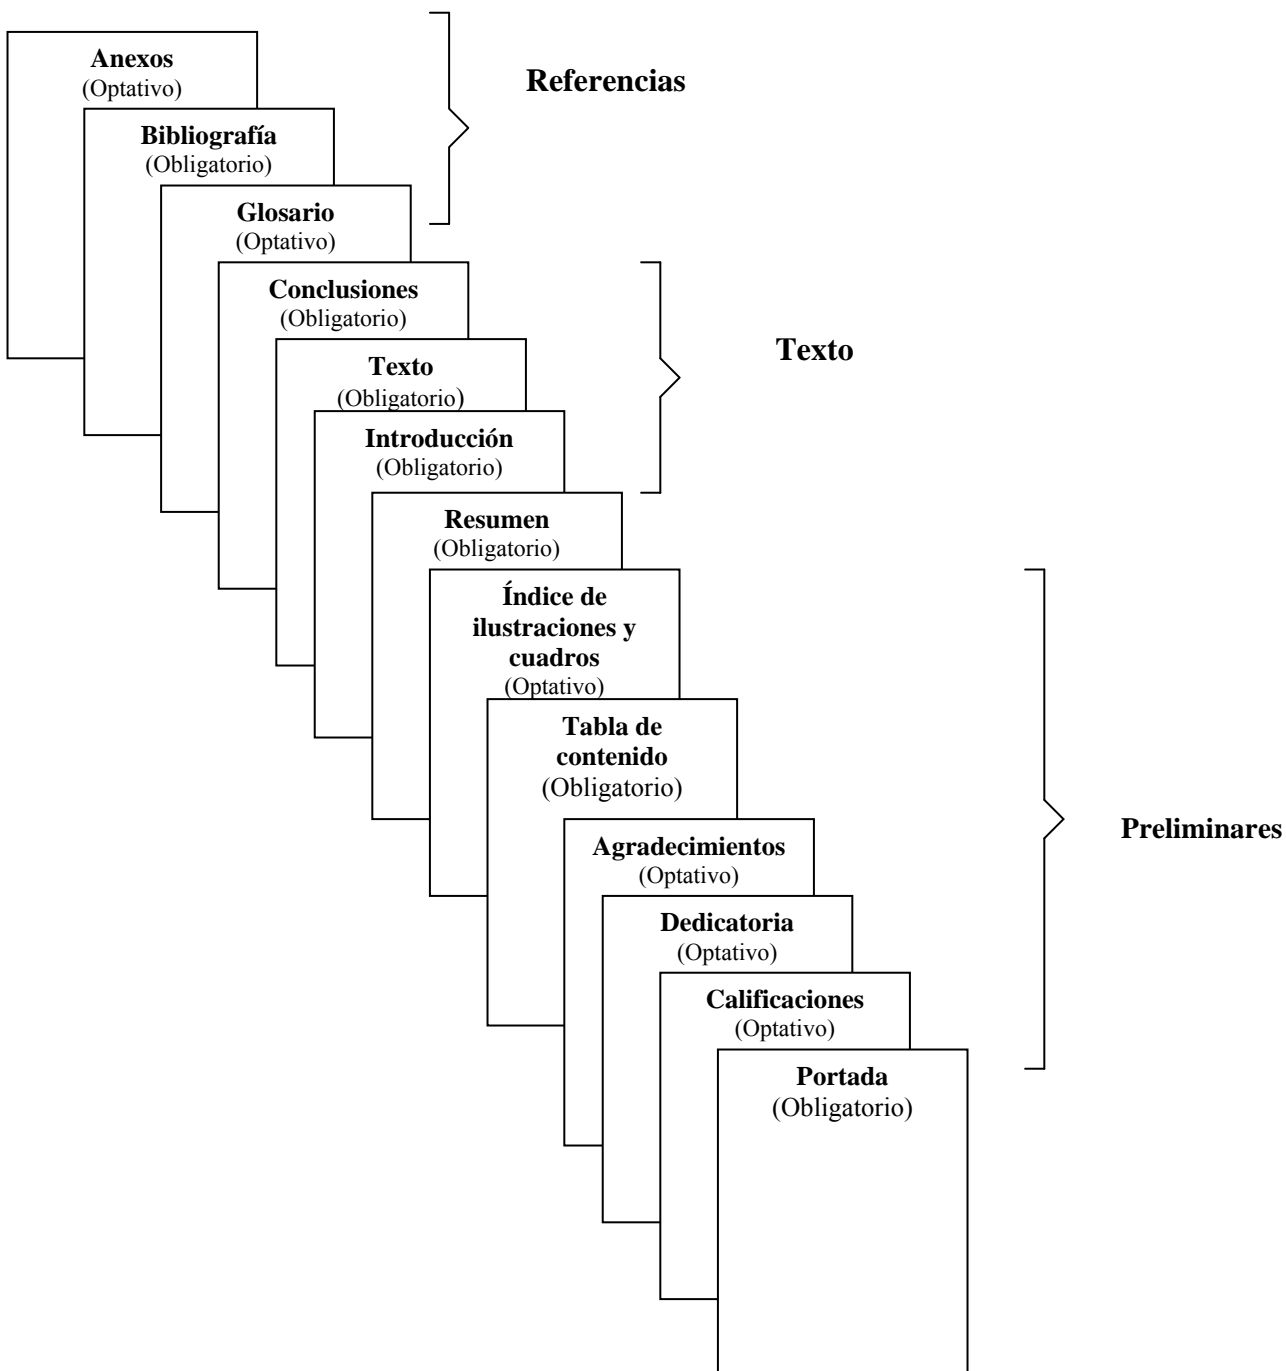 Anexos
(Optativo)
Referencias
Bibliografía
(Obligatorio)
Glosario
(Optativo)
Conclusiones
(Obligatorio)
Texto
Texto
(Obligatorio)
Introducción
(Obligatorio)
Resumen
(Obligatorio)
Índice de
ilustraciones y
cuadros
(Optativo)
Tabla de
contenido
(Obligatorio)
Preliminares
Agradecimientos
(Optativo)
Dedicatoria
(Optativo)
Calificaciones
(Optativo)
Portada
(Obligatorio)